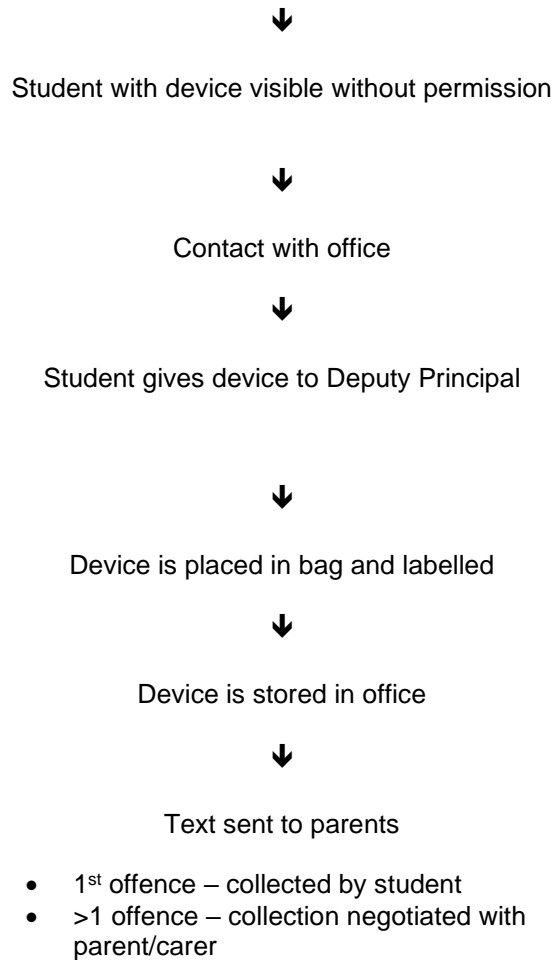 Student with device visible without permission
Contact with office
Student gives device to Deputy Principal
Device is placed in bag and labelled
Device is stored in office
Text sent to parents
• 1st offence – collected by student
• >1 offence – collection negotiated with
parent/carer